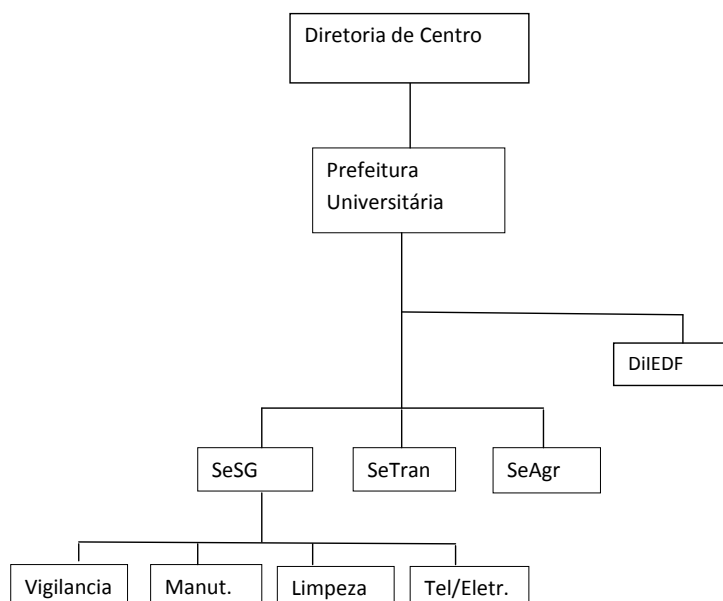 Diretoria de Centro
Prefeitura
Universitária
DiIEDF
SeSG
SeTran
SeAgr
Vigilancia
Manut.
Limpeza
Tel/Eletr.